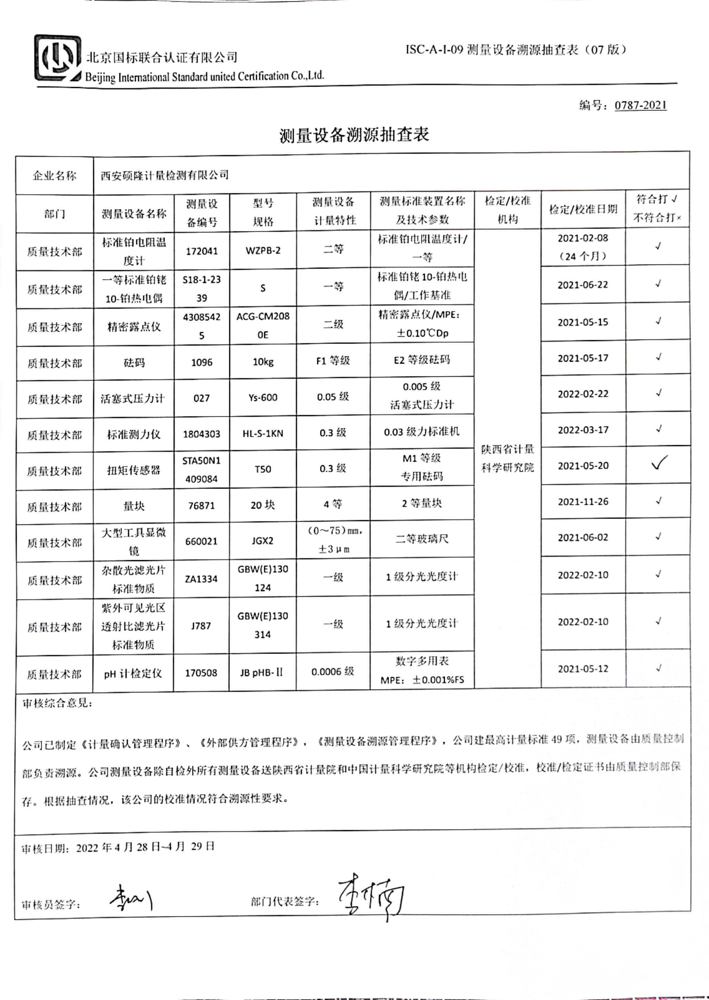 北京国标联合认证有限公司
Beijing International Standard united Certification Co.,Ltd.
ISC-A-I-09 测量设备溯源抽查表（07 版）
编号：0787-2021
测量设备溯源抽查表
企业名称 西安硕隆计量检测有限公司
部门 测量设备名称 测量设备编号 型号规格 测量设备计量特性 测量标准装置名称及技术参数 检定/校准机构 检定/校准日期 符合打√不符合打×
质量技术部 标准铂电阻温度计 172041 WZPB-2 二等 标准铂电阻温度计/一等 陕西省计量科学研究院 2021-02-08（24 个月） √
质量技术部 一等标准铂铑10-铂热电偶 S18-1-2339 S 一等 标准铂铑 10-铂热电偶/工作基准 2021-06-22 √
质量技术部 精密露点仪 43085425 ACG-CM2080E 二级 精密露点仪/MPE：±0.10℃Dp 2021-05-15 √
质量技术部 砝码 1096 10kg F1 等级 E2 等级砝码 2021-05-17 √
质量技术部 活塞式压力计 027 Ys-600 0.05 级 0.005 级活塞式压力计 2022-02-22 √
质量技术部 标准测力仪 1804303 HL-S-1KN 0.3 级 0.03 级力标准机 2022-03-17 √
质量技术部 扭矩传感器 STA50N1409084 T50 0.3 级 M1 等级专用砝码 2021-05-20 √
质量技术部 量块 76871 20 块 4 等 2 等量块 2021-11-26 √
质量技术部 大型工具显微镜 660021 JGX2 （0～75）mm，±3μm 二等玻璃尺 2021-06-02 √
质量技术部 杂散光滤光片标准物质 ZA1334 GBW(E)130124 一级 1 级分光光度计 2022-02-10 √
质量技术部 紫外可见光区透射比滤光片标准物质 J787 GBW(E)130314 一级 1 级分光光度计 2022-02-10 √
质量技术部 pH 计检定仪 170508 JB pHB-Ⅱ 0.0006 级 数字多用表MPE：±0.001%FS 2021-05-12 √
审核综合意见：
公司已制定《计量确认管理程序》、《外部供方管理程序》，《测量设备溯源管理程序》，公司建最高计量标准 49 项，测量设备由质量控制
部负责溯源。公司测量设备除自检外所有测量设备送陕西省计量院和中国计量科学研究院等机构检定/校准，校准/检定证书由质量控制部保
存。根据抽查情况，该公司的校准情况符合溯源性要求。
审核日期：2022 年 4 月 28 日~4 月 29 日
审核员签字： 部门代表签字：李楠